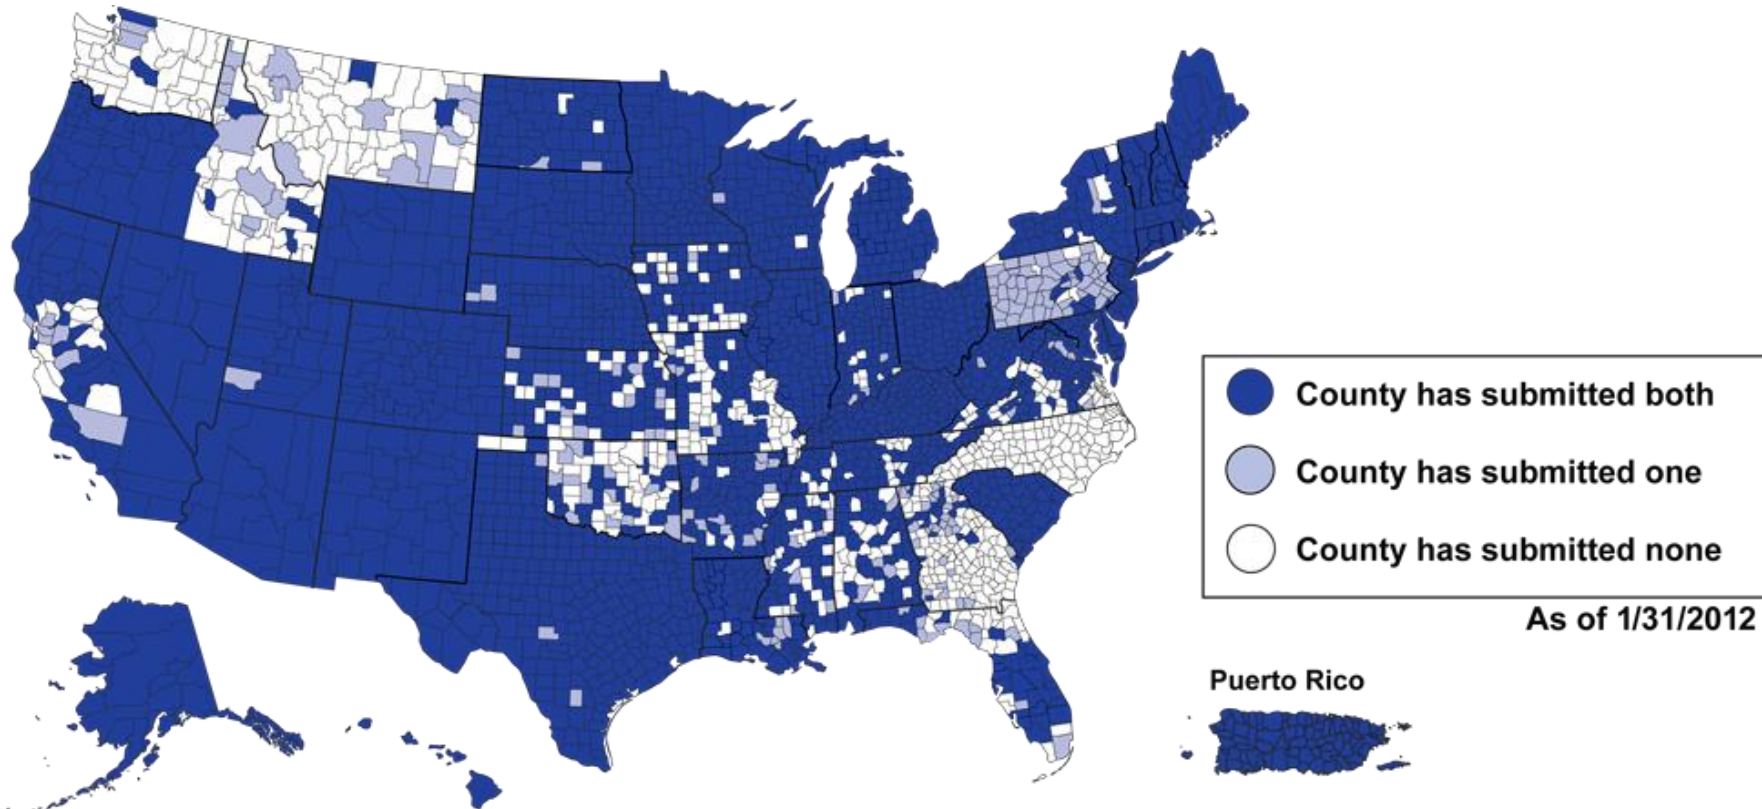 County has submitted both
County has submitted one
County has submitted none
As of 1/31/2012
Puerto Rico